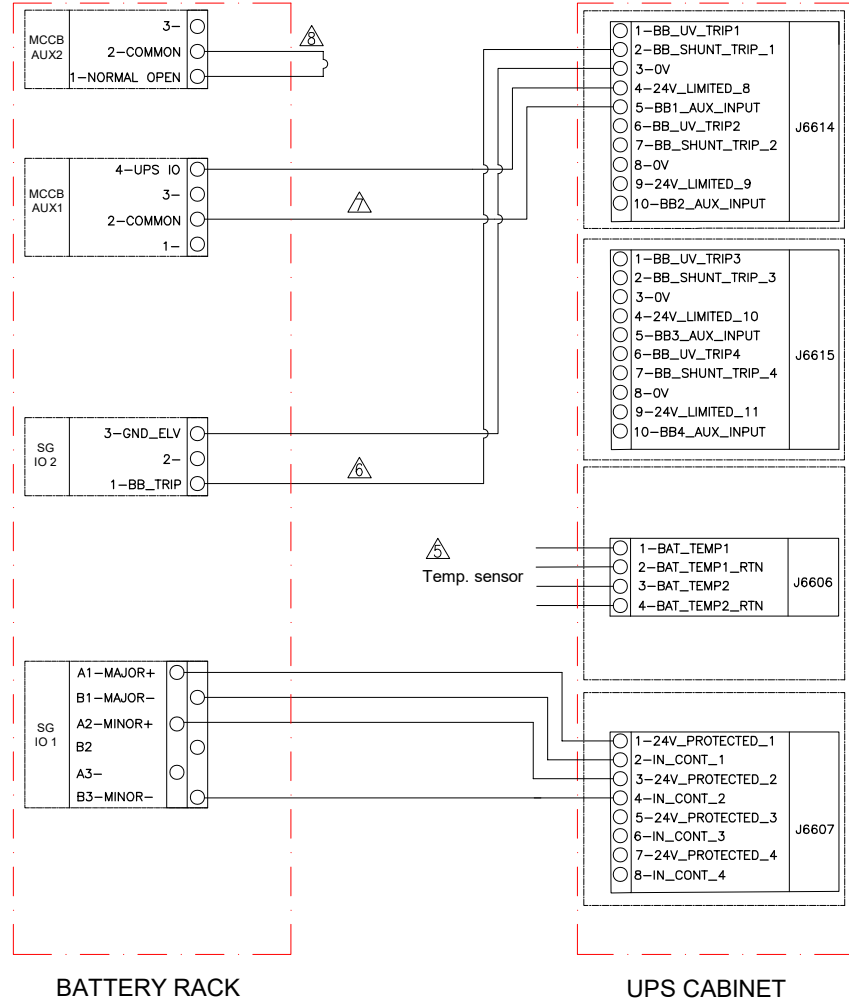 MCCB
AUX2
3-
2-COMMON
1-NORMAL OPEN
8
MCCB
AUX1
4-UPS IO
3-
2-COMMON
1-
7
SG
IO 2
3-GND_ELV
2-
1-BB_TRIP
6
5
Temp. sensor
SG
IO 1
A1-MAJOR+
B1-MAJOR-
A2-MINOR+
B2
A3-
B3-MINOR-
BATTERY RACK
1-BB_UV_TRIP1
2-BB_SHUNT_TRIP_1
3-0V
4-24V_LIMITED_8
5-BB1_AUX_INPUT
6-BB_UV_TRIP2
7-BB_SHUNT_TRIP_2
8-0V
9-24V_LIMITED_9
10-BB2_AUX_INPUT
J6614
1-BB_UV_TRIP3
2-BB_SHUNT_TRIP_3
3-0V
4-24V_LIMITED_10
5-BB3_AUX_INPUT
6-BB_UV_TRIP4
7-BB_SHUNT_TRIP_4
8-0V
9-24V_LIMITED_11
10-BB4_AUX_INPUT
J6615
1-BAT_TEMP1
2-BAT_TEMP1_RTN
3-BAT_TEMP2
4-BAT_TEMP2_RTN
J6606
1-24V_PROTECTED_1
2-IN_CONT_1
3-24V_PROTECTED_2
4-IN_CONT_2
5-24V_PROTECTED_3
6-IN_CONT_3
7-24V_PROTECTED_4
8-IN_CONT_4
J6607
UPS CABINET